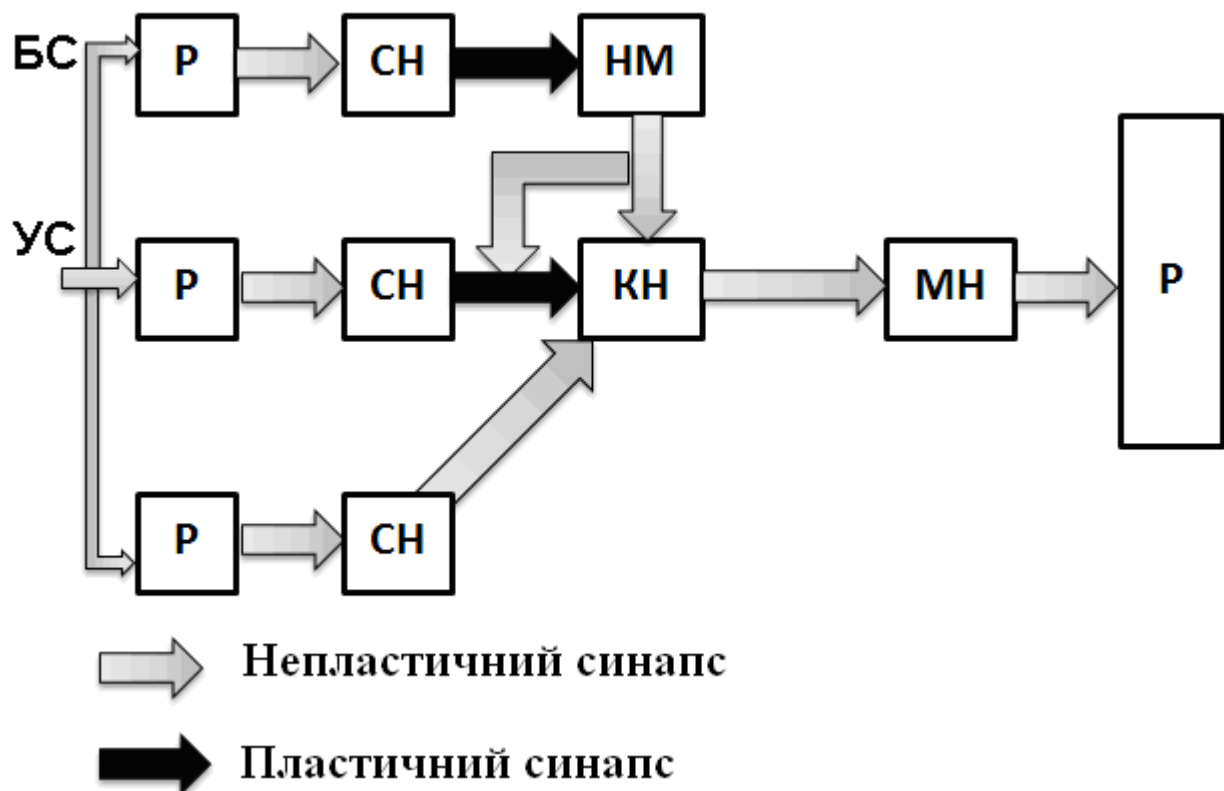 БС
Р СН НМ
УС
Р СН КН МН Р
Р СН
Непластичний синапс
Пластичний синапс